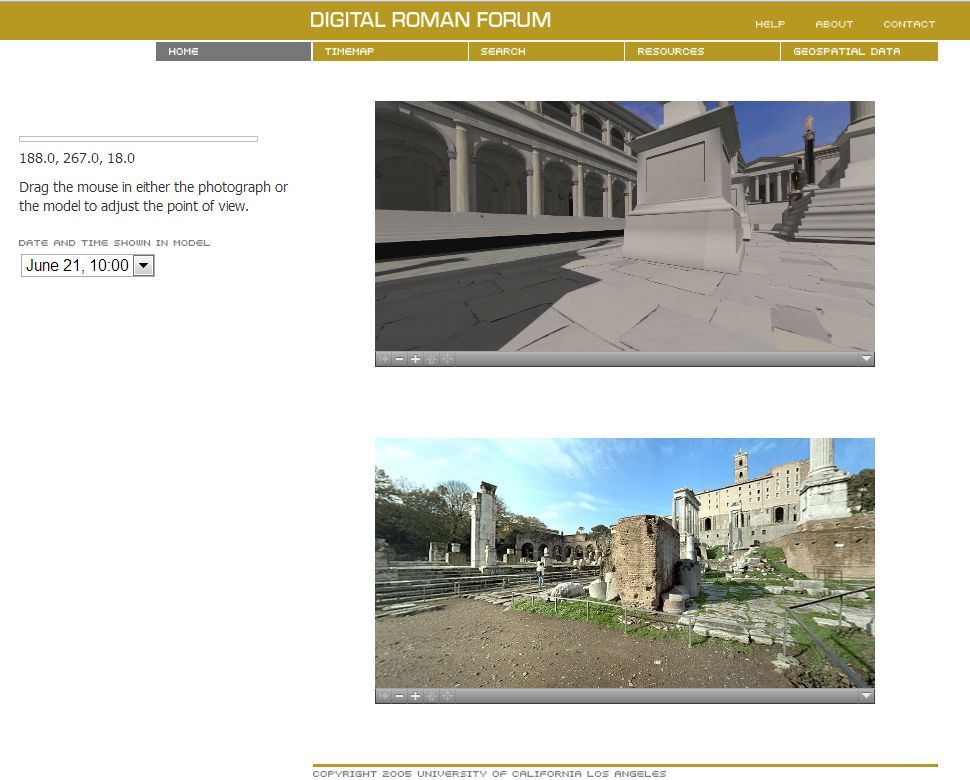 DIGITAL ROMAN FORUM
HELP ABOUT CONTACT
HOME TIMEMAP SEARCH RESOURCES GEOSPATIAL DATA
188.0, 267.0, 18.0
Drag the mouse in either the photograph or
the model to adjust the point of view.
DATE AND TIME SHOWN IN MODEL
June 21, 10:00
COPYRIGHT 2005 UNIVERSITY OF CALIFORNIA LOS ANGELES